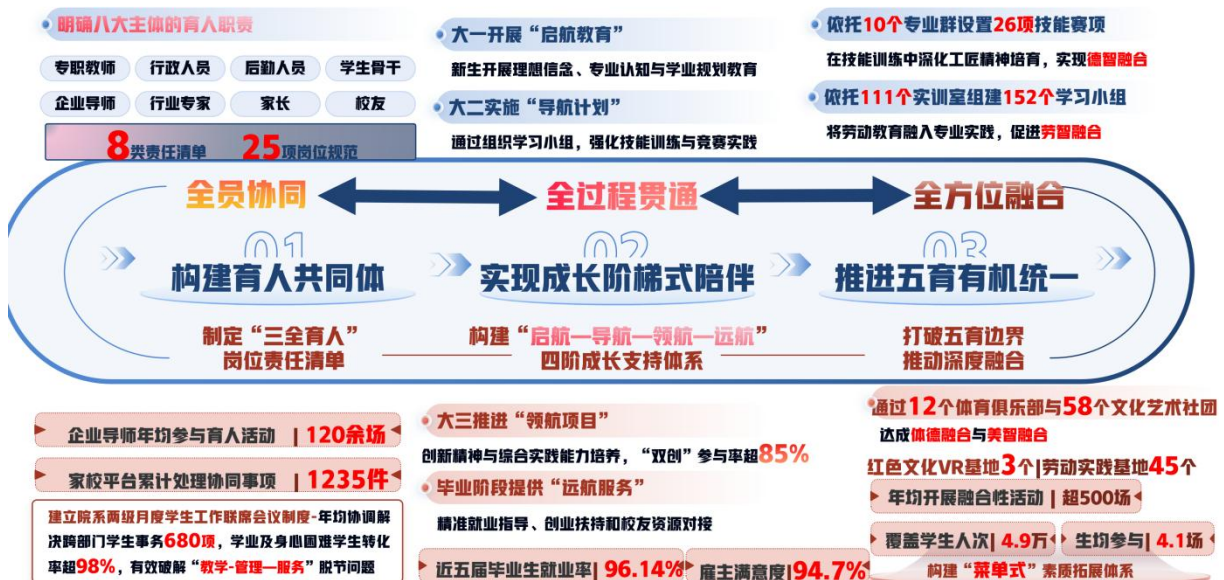 明确八大主体的育人职责
专职教师 行政人员 后勤人员 学生骨干
企业导师 行业专家 家长 校友
8类责任清单 25项岗位规范
大一开展“启航教育”
新生开展理想信念、专业认知与学业规划教育
大二实施“导航计划”
通过组织学习小组，强化技能训练与竞赛实践
依托10个专业群设置26项技能赛项
在技能训练中深化工匠精神培育，实现德智融合
依托111个实训室组建152个学习小组
将劳动教育融入专业实践，促进劳智融合
全员协同 全过程贯通 全方位融合
01 02 03
构建育人共同体 实现成长阶梯式陪伴 推进五育有机统一
制定“三全育人”
岗位责任清单
构建“启航—导航—领航—远航”
四阶成长支持体系
打破五育边界
推动深度融合
企业导师年均参与育人活动 | 120余场
家校平台累计处理协同事项 | 1235件
建立院系两级月度学生工作联席会议制度-年均协调解
决跨部门学生事务680项，学业及身心困难学生转化
率超98%，有效破解“教学-管理—服务”脱节问题
大三推进“领航项目”
创新精神与综合实践能力培养，“双创”参与率超85%
毕业阶段提供“远航服务”
精准就业指导、创业扶持和校友资源对接
近五届毕业生就业率| 96.14% 雇主满意度|94.7%
通过12个体育俱乐部与58个文化艺术社团
达成体德融合与美智融合
红色文化VR基地3个|劳动实践基地45个
年均开展融合性活动 | 超500场
覆盖学生人次| 4.9万 生均参与| 4.1场
构建“菜单式”素质拓展体系